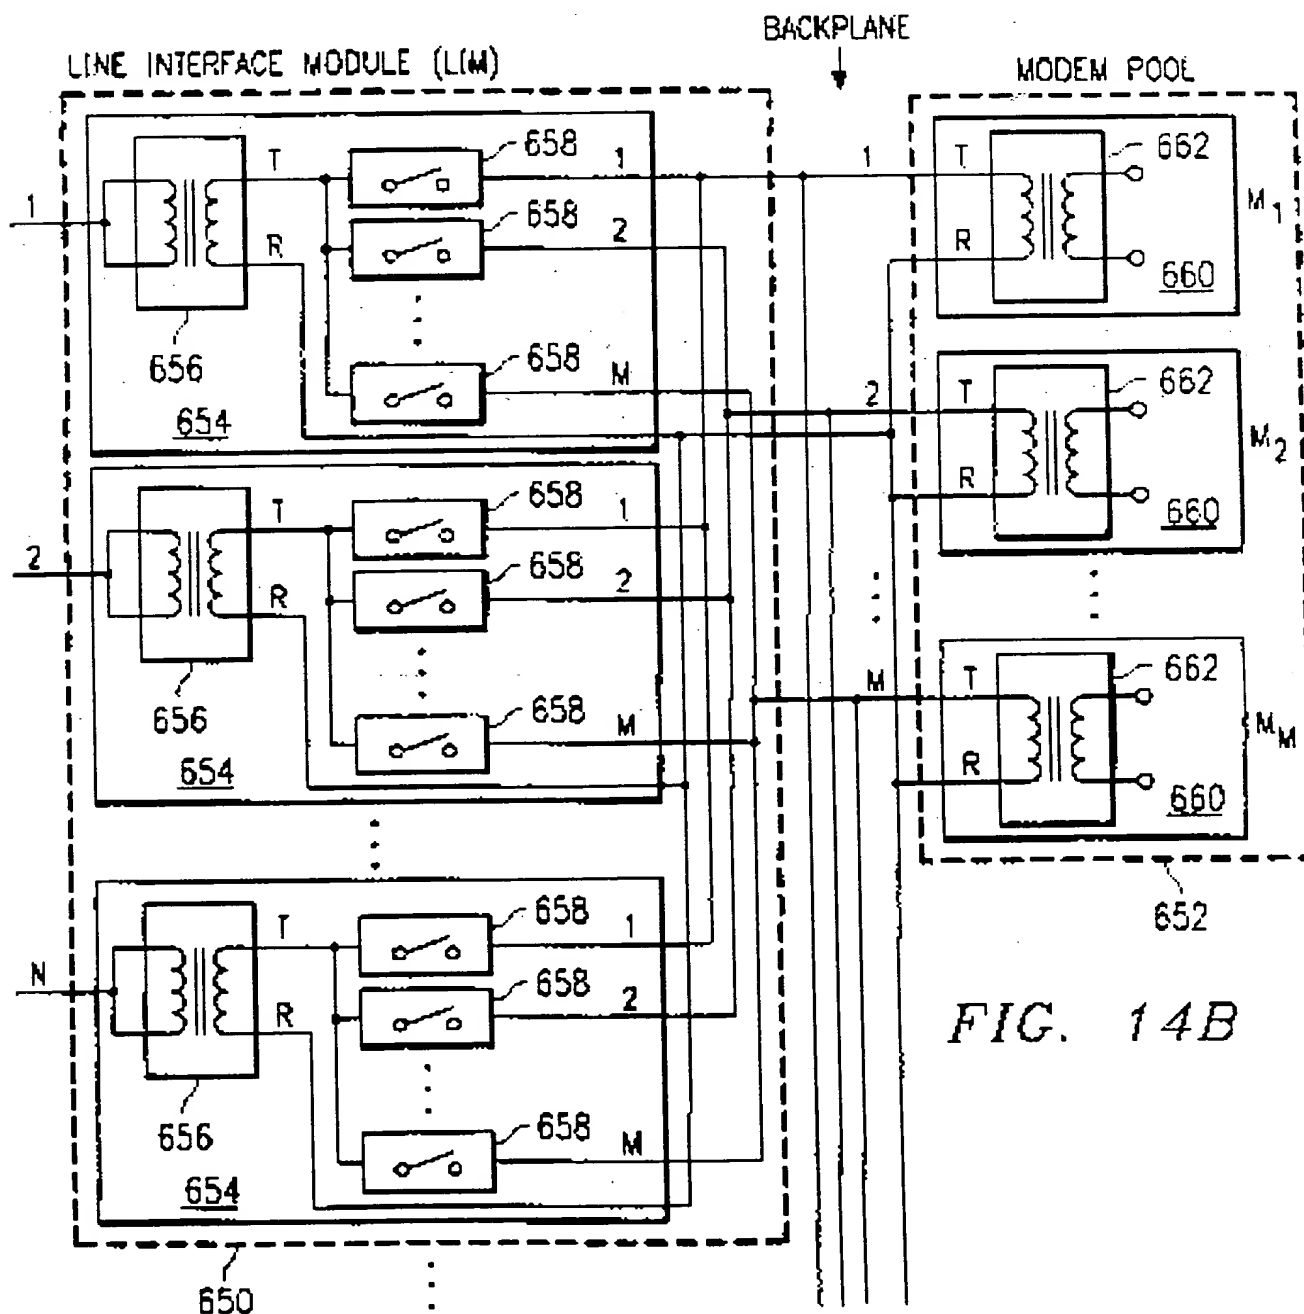 BACKPLANE
LINE INTERFACE MODULE (LIM)
MODEM POOL
1
T
R
656
654
658
1
658
2
658
M
1
T
R
662
660
M1
2
T
R
662
660
M2
2
T
R
656
654
658
1
658
2
658
M
M
T
R
662
660
MM
652
N
T
R
656
654
658
1
658
2
658
M
650
FIG. 14B